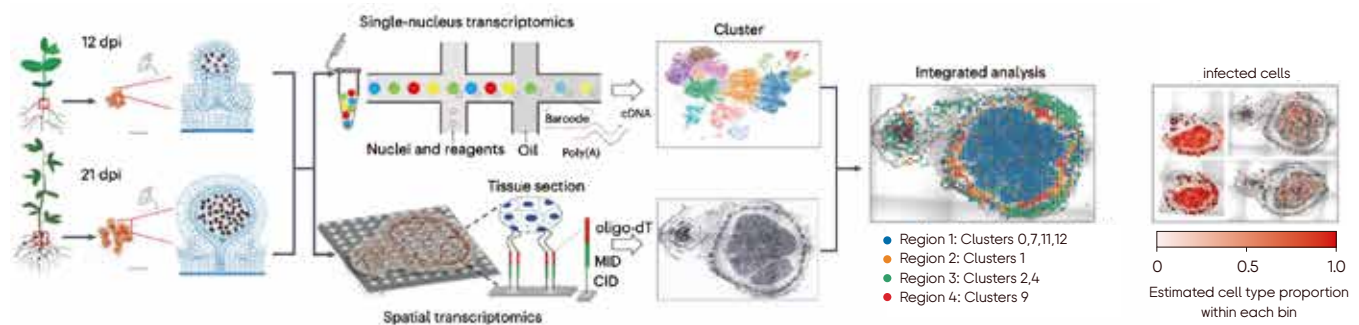 12 dpi
21 dpi
Single-nucleus transcriptomics
Barcode
cDNA
Nuclei and reagents
Oil
Poly(A)
Cluster
Tissue section
oligo-dT
MID
CID
Spatial transcriptomics
Integrated analysis
Region 1: Clusters 0,7,11,12
Region 2: Clusters 1
Region 3: Clusters 2,4
Region 4: Clusters 9
infected cells
0 0.5 1.0
Estimated cell type proportion
within each bin